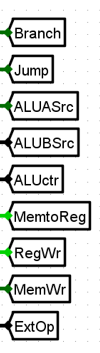 Branch
Jump
ALUASrc
ALUBSrc
ALUctr
MemtoReg
RegWr
MemWr
ExtOp